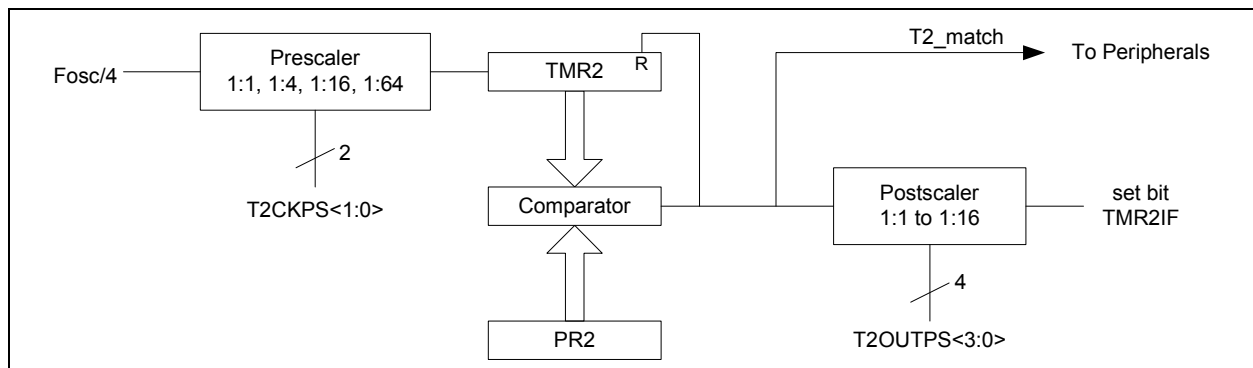 T2_match
To Peripherals
Fosc/4
Prescaler
1:1, 1:4, 1:16, 1:64
TMR2
R
2
T2CKPS<1:0>
Comparator
Postscaler
1:1 to 1:16
set bit
TMR2IF
4
T2OUTPS<3:0>
PR2